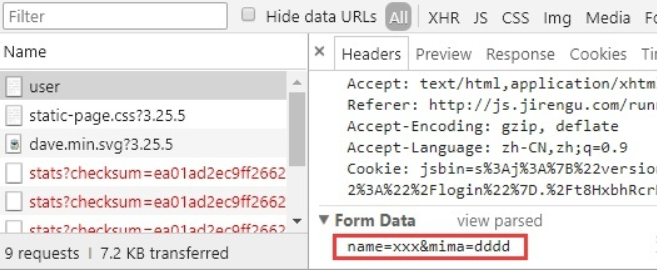 Filter
Hide data URLs All XHR JS CSS Img Media
Name
× Headers Preview Response Cookies
user
static-page.css?3.25.5
dave.min.svg?3.25.5
stats?checksum=ea01ad2ec9ff2662
stats?checksum=ea01ad2ec9ff2662
stats?checksum=ea01ad2ec9ff2662
9 requests | 7.2 KB transferred
Accept: text/html,application/xhtm
Referer: http://js.jirengu.com/run
Accept-Encoding: gzip, deflate
Accept-Language: zh-CN,zh;q=0.9
Cookie: jsbin=s%3Aj%3A%7B%22version
2%3A%22%2Flogin%22%7D.%2Ft8HxbhRcr
Form Data view parsed
name=xxx&mima=dddd